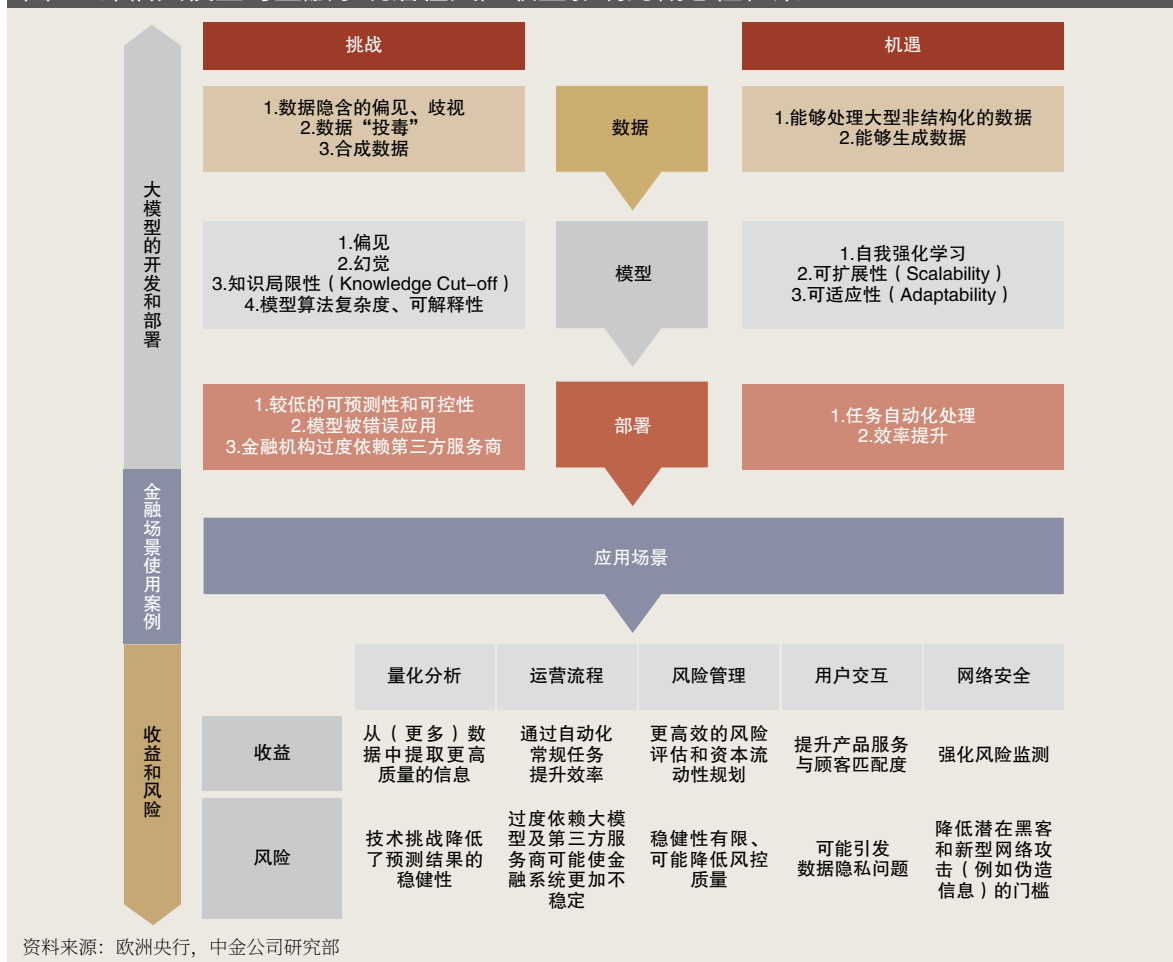 挑战
机遇
大模型的开发和部署
1.数据隐含的偏见、歧视
2.数据“投毒”
3.合成数据
数据
1.能够处理大型非结构化的数据
2.能够生成数据
1.偏见
2.幻觉
3.知识局限性（Knowledge Cut-off）
4.模型算法复杂度、可解释性
模型
1.自我强化学习
2.可扩展性（Scalability）
3.可适应性（Adaptability）
1.较低的可预测性和可控性
2.模型被错误应用
3.金融机构过度依赖第三方服务商
部署
1.任务自动化处理
2.效率提升
金融场景使用案例
应用场景
收益和风险
量化分析
运营流程
风险管理
用户交互
网络安全
收益
从（更多）数
据中提取更高
质量的信息
通过自动化
常规任务
提升效率
更高效的风险
评估和资本流
动性规划
提升产品服务
与顾客匹配度
强化风险监测
风险
技术挑战降低
了预测结果的
稳健性
过度依赖大模
型及第三方服
务商可能使金
融系统更加不
稳定
稳健性有限、
可能降低风控
质量
可能引发
数据隐私问题
降低潜在黑客
和新型网络攻
击（例如伪造
信息）的门槛
资料来源：欧洲央行，中金公司研究部